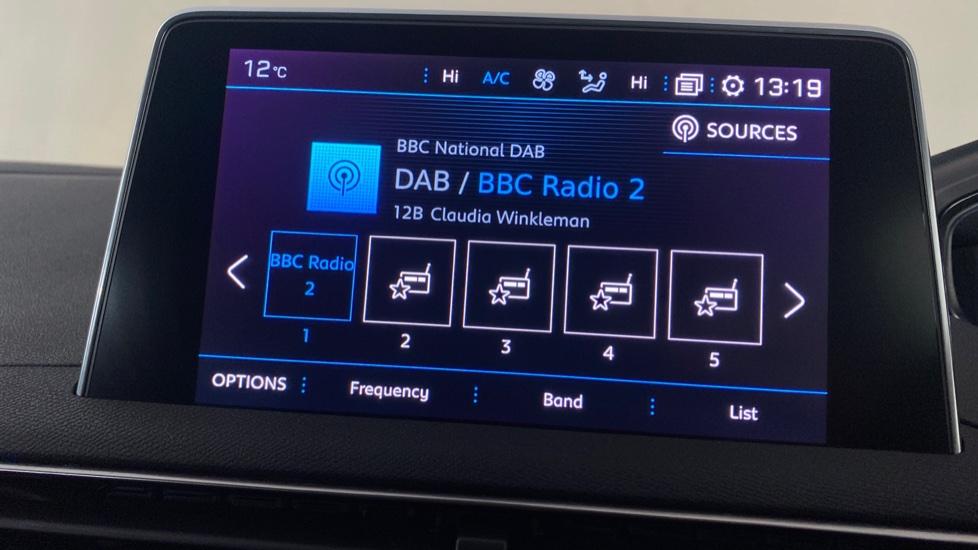 12°C Hi A/C Hi 13:19
SOURCES
BBC National DAB
DAB / BBC Radio 2
12B Claudia Winkleman
BBC Radio
2
1 2 3 4 5
OPTIONS Frequency Band List